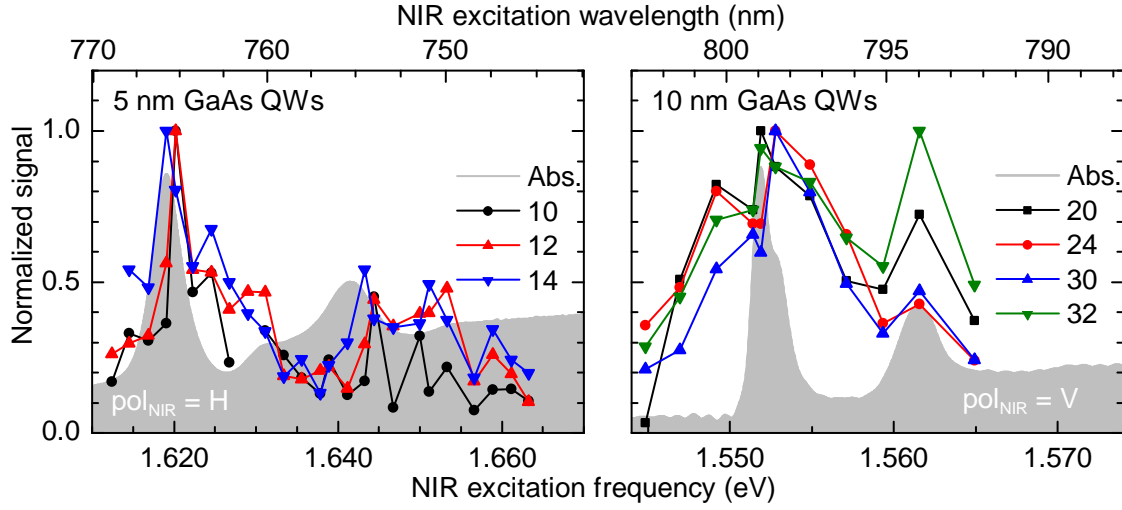 NIR excitation wavelength (nm)
770 760 750 800 795 790
5 nm GaAs QWs
10 nm GaAs QWs
Normalized signal
1.0
0.5
0.0
Abs.
10
12
14
Abs.
20
24
30
32
pol_NIR = H
pol_NIR = V
1.620 1.640 1.660 1.550 1.560 1.570
NIR excitation frequency (eV)